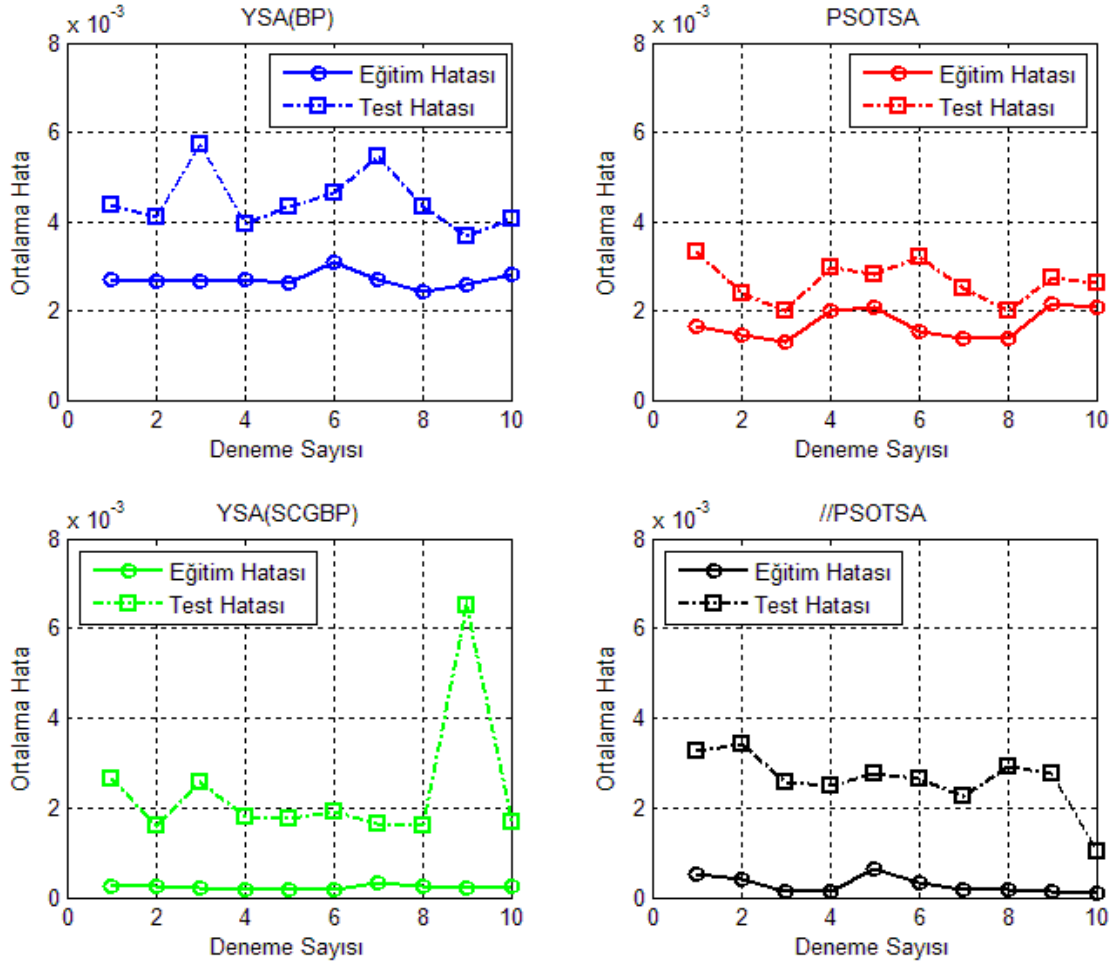 YSA(BP)
x 10^-3
8
6
4
2
0
0 2 4 6 8 10
Ortalama Hata
Deneme Sayısı
Eğitim Hatası
Test Hatası
PSOTSA
x 10^-3
8
6
4
2
0
0 2 4 6 8 10
Ortalama Hata
Deneme Sayısı
Eğitim Hatası
Test Hatası
YSA(SCGBP)
x 10^-3
8
6
4
2
0
0 2 4 6 8 10
Ortalama Hata
Deneme Sayısı
Eğitim Hatası
Test Hatası
//PSOTSA
x 10^-3
8
6
4
2
0
0 2 4 6 8 10
Ortalama Hata
Deneme Sayısı
Eğitim Hatası
Test Hatası